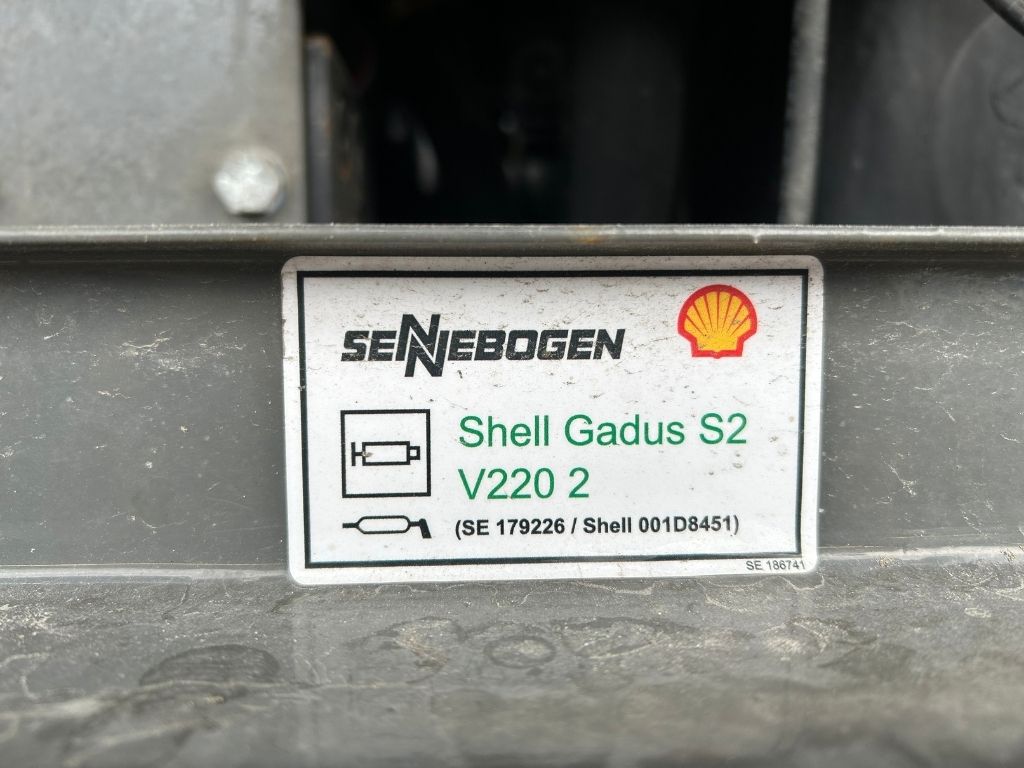 SENNEBOGEN
Shell Gadus S2
V220 2
(SE 179226 / Shell 001D8451)
SE 186741